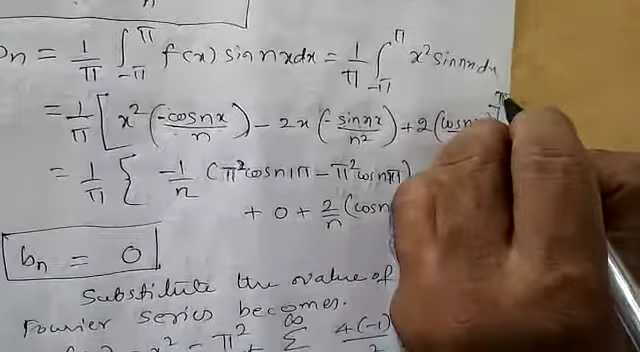 n
bn = 1/π ∫_{-π}^{π} f(x) sin nx dx = 1/π ∫_{-π}^{π} x² sin nx dx
= 1/π [ x² (-cos nx / n) - 2x (-sin nx / n²) + 2 (cos
= 1/π { -1/n (π² cos nπ - π² cos nπ)
+ 0 + 2/n (cos
bn = 0
Substitute the value of
Fourier series becomes.
x² = π² + ∞ Σ 4(-1)